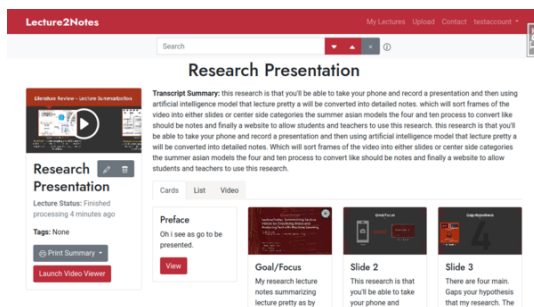 Lecture2Notes
My Lectures Upload Contact testaccount
Search
Research Presentation
Literature Review - Lecture Summarization
Transcript Summary: this research is that you'll be able to take your phone and record a presentation and then using
artificial intelligence model that lecture pretty a will be converted into detailed notes. which will sort frames of the
video into either slides or center side categories the summer asian models the four and ten process to convert like
should be notes and finally a website to allow students and teachers to use this research. this research is that you'll
be able to take your phone and record a presentation and then using artificial intelligence model that lecture pretty a
will be converted into detailed notes. Which will sort frames of the video into either slides or center side categories
the summer asian models the four and ten process to convert like should be notes and finally a website to allow
students and teachers to use this research.
Research
Presentation
Lecture Status: Finished
processing 4 minutes ago
Tags: None
Print Summary
Launch Video Viewer
Cards List Video
Preface
Oh i see as go to be
presented.
View
Goal/Focus
My research lecture
notes summarizing
lecture pretty as by
Goal/Focus
Slide 2
This research is that
you'll be able to take
your phone and
Gap/Hypothesis
4
Slide 3
There are four main.
Gaps your hypothesis
that my research. The